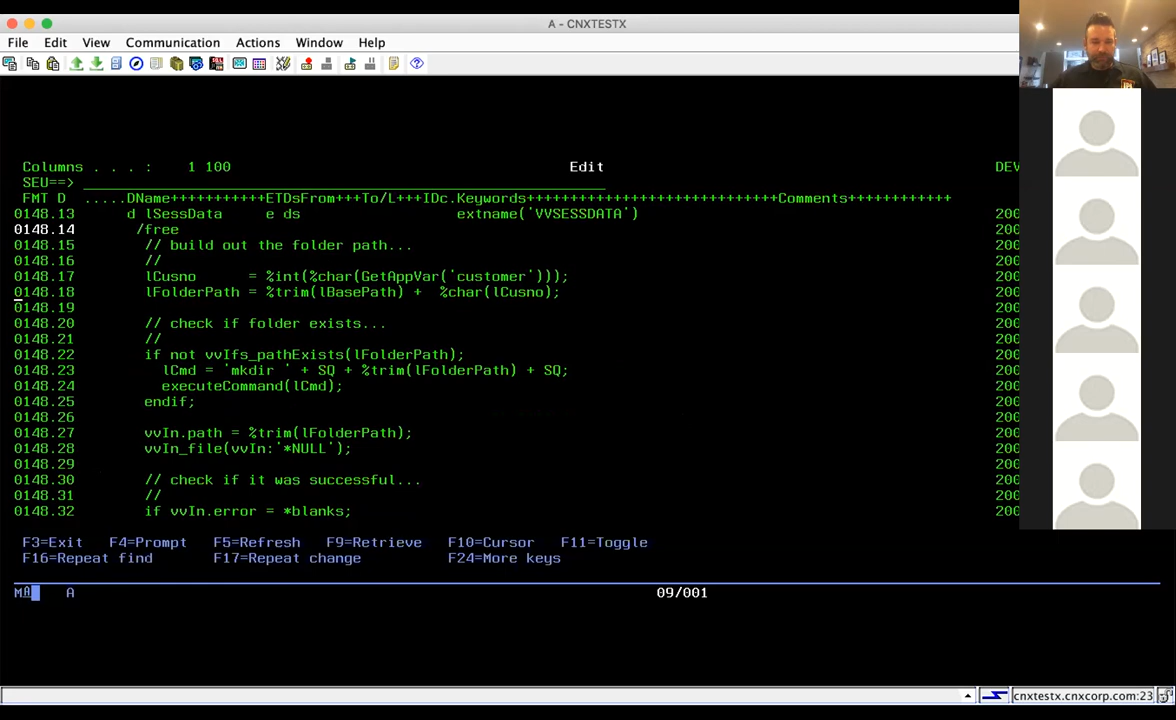 A - CNXTESTX
File Edit View Communication Actions Window Help
Columns . . . : 1 100 Edit DEV
SEU==>
FMT D .....DName+++++++++++ETDsFrom+++To/L+++IDc.Keywords+++++++++++++++++++++++++++++Comments++++++++++++
0148.13 d lSessData e ds extname('VVSESSDATA') 200
0148.14 /free 200
0148.15 // build out the folder path... 200
0148.16 // 200
0148.17 lCusno = %int(%char(GetAppVar('customer'))); 200
0148.18 lFolderPath = %trim(lBasePath) + %char(lCusno); 200
0148.19 200
0148.20 // check if folder exists... 200
0148.21 // 200
0148.22 if not vvIfs_pathExists(lFolderPath); 200
0148.23 lCmd = 'mkdir ' + SQ + %trim(lFolderPath) + SQ; 200
0148.24 executeCommand(lCmd); 200
0148.25 endif; 200
0148.26 200
0148.27 vvIn.path = %trim(lFolderPath); 200
0148.28 vvIn_file(vvIn:'*NULL'); 200
0148.29 200
0148.30 // check if it was successful... 200
0148.31 // 200
0148.32 if vvIn.error = *blanks; 200
F3=Exit F4=Prompt F5=Refresh F9=Retrieve F10=Cursor F11=Toggle
F16=Repeat find F17=Repeat change F24=More keys
MA A 09/001
cnxtestx.cnxcorp.com:23